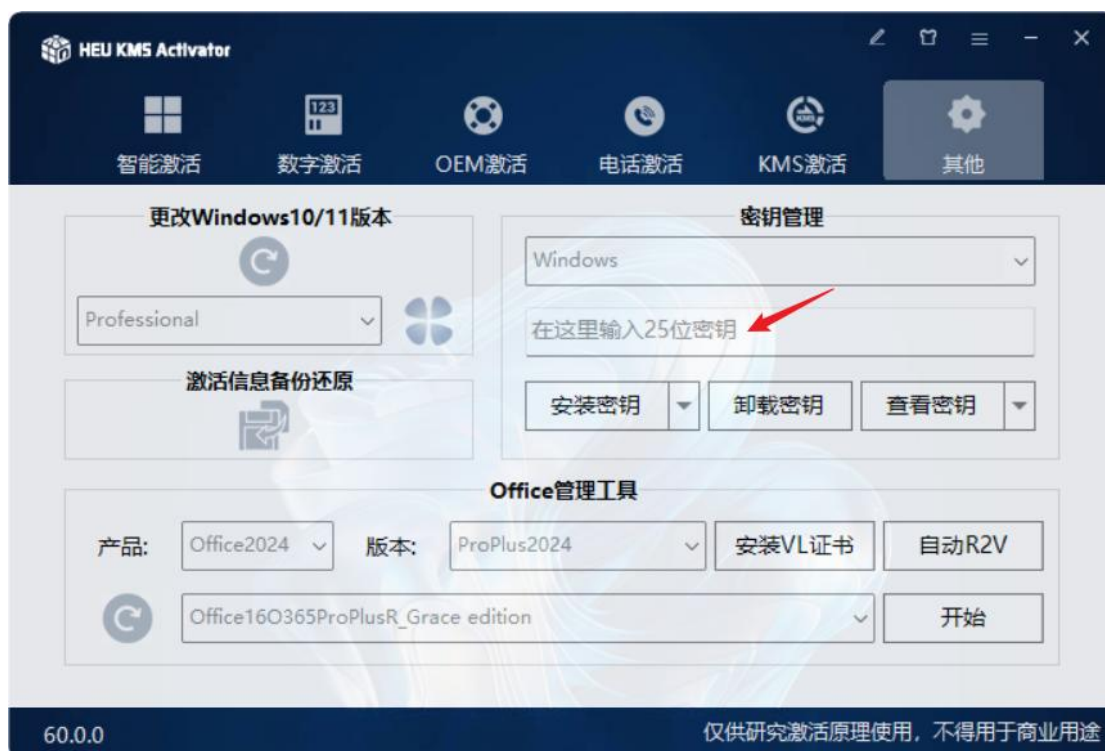 HEU KMS Activator
123
智能激活
数字激活
OEM激活
电话激活
KMS
KMS激活
其他
更改Windows10/11版本
Professional
激活信息备份还原
密钥管理
Windows
在这里输入25位密钥
安装密钥
卸载密钥
查看密钥
Office管理工具
产品:
Office2024
版本:
ProPlus2024
安装VL证书
自动R2V
Office16O365ProPlusR_Grace edition
开始
60.0.0
仅供研究激活原理使用，不得用于商业用途